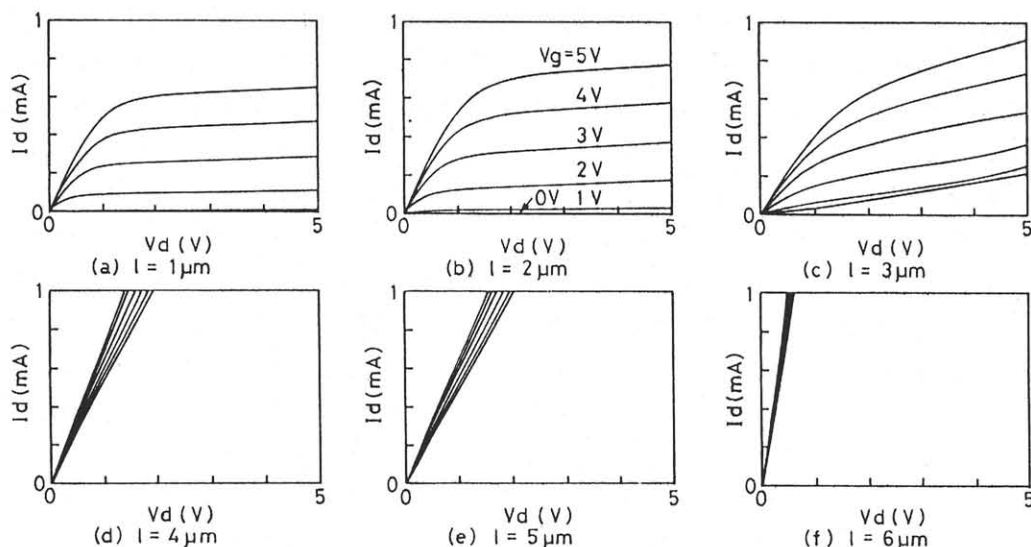 1 1 1
Vg=5V
4V
3V
2V
0V 1V
Id (mA) Id (mA) Id (mA)
0 0 0
0 5 0 5 0 5
Vd (V) Vd (V) Vd (V)
(a) l = 1μm (b) l = 2μm (c) l = 3μm
1 1 1
Id (mA) Id (mA) Id (mA)
0 0 0
0 5 0 5 0 5
Vd (V) Vd (V) Vd (V)
(d) l = 4μm (e) l = 5μm (f) l = 6μm